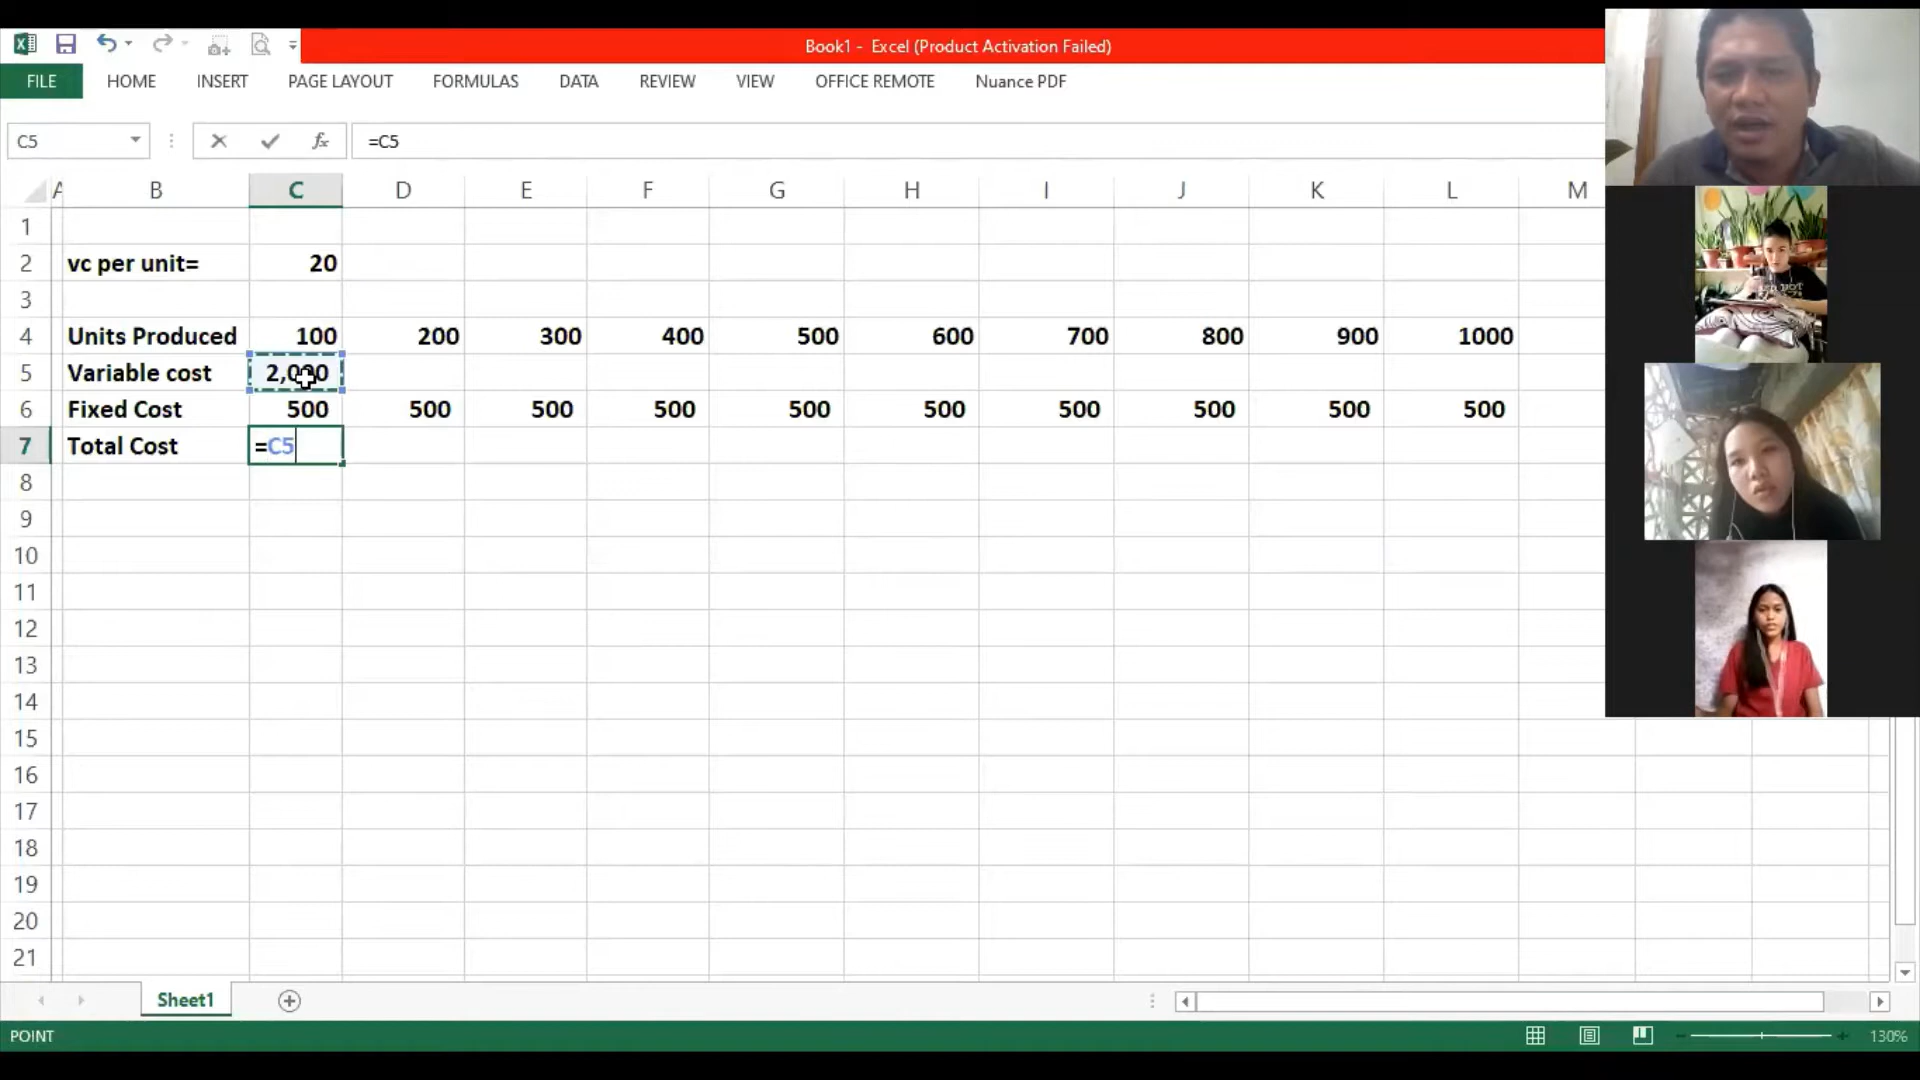 Book1 - Excel (Product Activation Failed)
FILE HOME INSERT PAGE LAYOUT FORMULAS DATA REVIEW VIEW OFFICE REMOTE Nuance PDF
C5 fx =C5
A B C D E F G H I J K L M
1
2 vc per unit= 20
3
4 Units Produced 100 200 300 400 500 600 700 800 900 1000
5 Variable cost 2,000
6 Fixed Cost 500 500 500 500 500 500 500 500 500 500
7 Total Cost =C5
8
9
10
11
12
13
14
15
16
17
18
19
20
21
Sheet1
POINT 130%